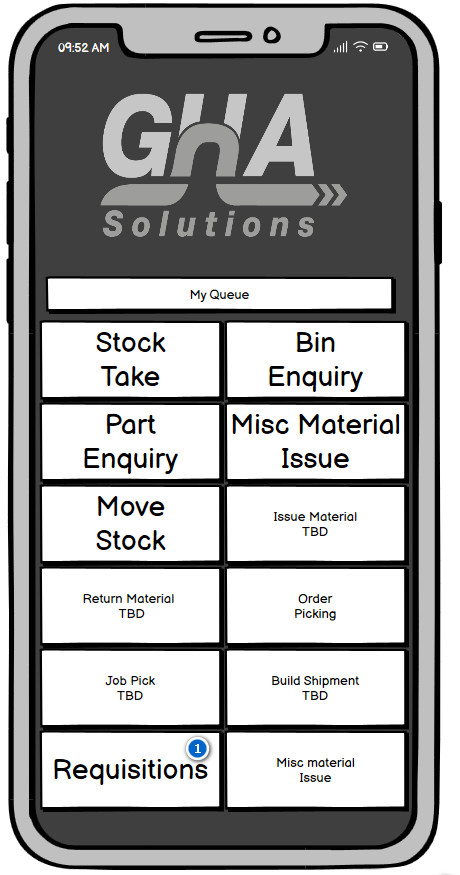 09:52 AM
GHA
Solutions
My Queue
Stock
Take
Bin
Enquiry
Part
Enquiry
Misc Material
Issue
Move
Stock
Issue Material
TBD
Return Material
TBD
Order
Picking
Job Pick
TBD
Build Shipment
TBD
1
Requisitions
Misc material
Issue